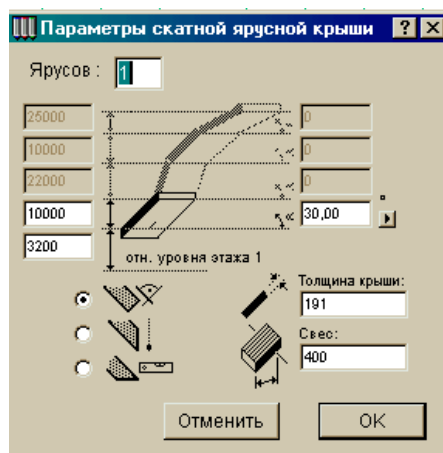 Параметры скатной ярусной крыши ? ×
Ярусов : 1
25000 0
10000 0
22000 0
10000 30,00 °
3200
отн. уровня этажа 1
Толщина крыши:
191
Свес:
400
Отменить OK